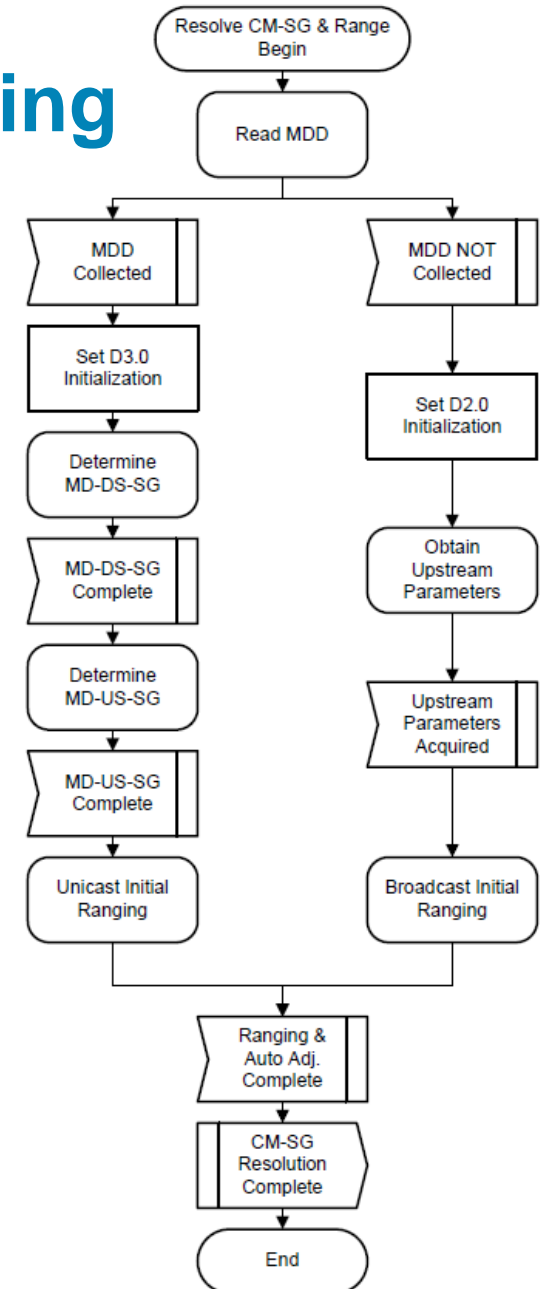 Resolve CM-SG & Range
Begin
ing
Read MDD
MDD
Collected
MDD NOT
Collected
Set D3.0
Initialization
Set D2.0
Initialization
Determine
MD-DS-SG
MD-DS-SG
Complete
Obtain
Upstream
Parameters
Determine
MD-US-SG
Upstream
Parameters
Acquired
MD-US-SG
Complete
Unicast Initial
Ranging
Broadcast Initial
Ranging
Ranging &
Auto Adj.
Complete
CM-SG
Resolution
Complete
End